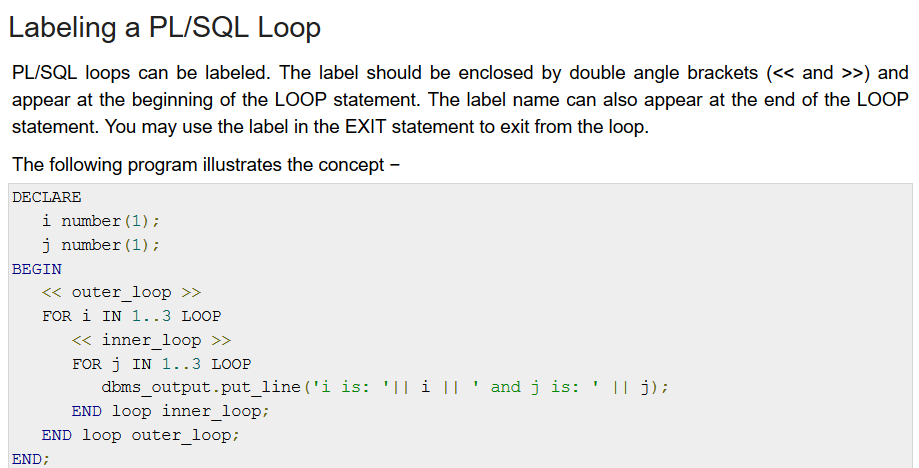 Labeling a PL/SQL Loop
PL/SQL loops can be labeled. The label should be enclosed by double angle brackets (<< and >>) and
appear at the beginning of the LOOP statement. The label name can also appear at the end of the LOOP
statement. You may use the label in the EXIT statement to exit from the loop.
The following program illustrates the concept −
DECLARE
   i number(1);
   j number(1);
BEGIN
   << outer_loop >>
   FOR i IN 1..3 LOOP
      << inner_loop >>
      FOR j IN 1..3 LOOP
         dbms_output.put_line('i is: '|| i || ' and j is: ' || j);
      END loop inner_loop;
   END loop outer_loop;
END;